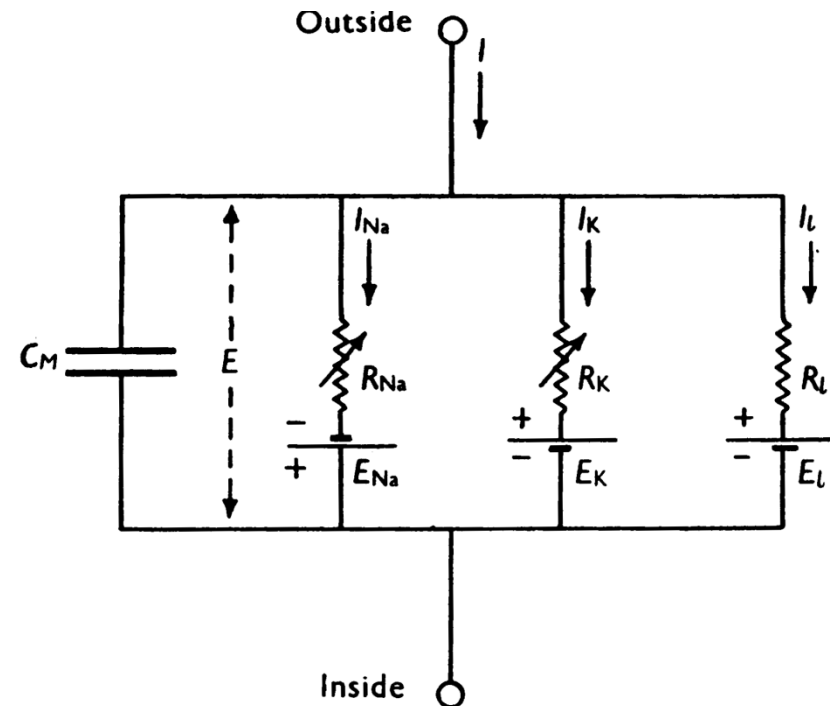 Outside
I
I_Na I_K I_l
C_M E R_Na R_K R_l
− + +
+ E_Na − E_K − E_l
Inside